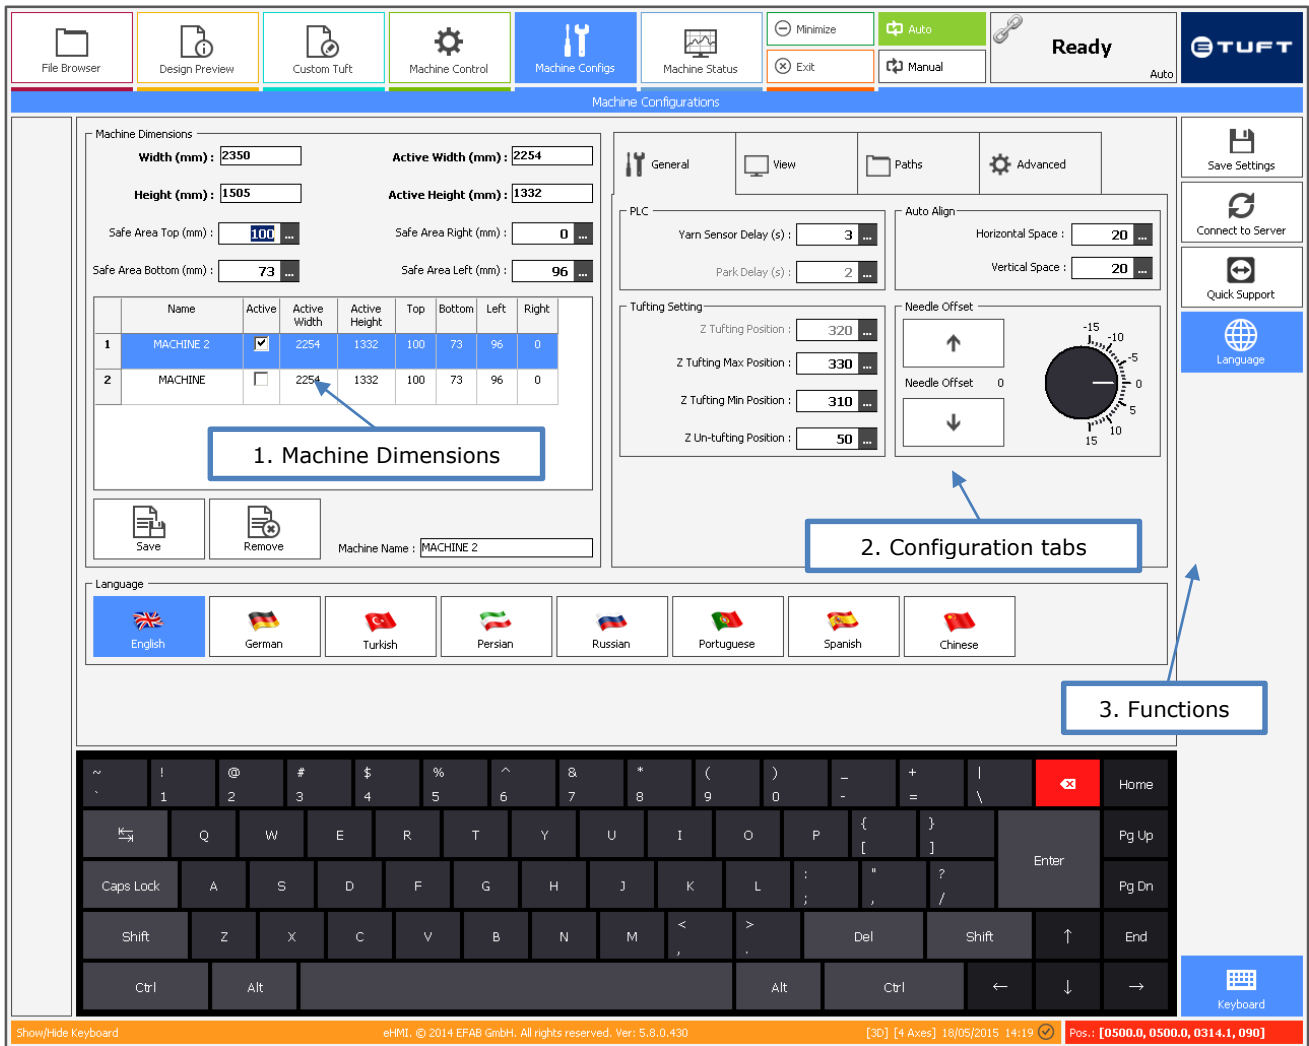 File Browser
Design Preview
Custom Tuft
Machine Control
Machine Configs
Machine Status
Minimize
Exit
Auto
Manual
Ready
Auto
ETUFT
Machine Configurations
Machine Dimensions
Width (mm) : 2350
Active Width (mm) : 2254
Height (mm) : 1505
Active Height (mm) : 1332
Safe Area Top (mm) : 100 ...
Safe Area Right (mm) : 0 ...
Safe Area Bottom (mm) : 73 ...
Safe Area Left (mm) : 96 ...
Name Active Active Width Active Height Top Bottom Left Right
1 MACHINE 2 2254 1332 100 73 96 0
2 MACHINE 2254 1332 100 73 96 0
1. Machine Dimensions
Save
Remove
Machine Name : MACHINE 2
General
View
Paths
Advanced
PLC
Yarn Sensor Delay (s) : 3 ...
Park Delay (s) : 2 ...
Auto Align
Horizontal Space : 20 ...
Vertical Space : 20 ...
Tufting Setting
Z Tufting Position : 320 ...
Z Tufting Max Position : 330 ...
Z Tufting Min Position : 310 ...
Z Un-tufting Position : 50 ...
Needle Offset
Needle Offset 0
-15
-10
-5
0
5
10
15
2. Configuration tabs
Save Settings
Connect to Server
Quick Support
Language
3. Functions
Language
English
German
Turkish
Persian
Russian
Portuguese
Spanish
Chinese
~ ! @ # $ % ^ & * ( ) _ + |
` 1 2 3 4 5 6 7 8 9 0 - = \ Home
Q W E R T Y U I O P { [ } ] Enter Pg Up
Caps Lock A S D F G H J K L : ; " , ? / Pg Dn
Shift Z X C V B N M < , > . Del Shift ↑ End
Ctrl Alt Alt Ctrl ← ↓ →
Keyboard
Show/Hide Keyboard
eHMI. © 2014 EFAB GmbH. All rights reserved. Ver: 5.8.0.430
[3D] [4 Axes] 18/05/2015 14:19
Pos.: [0500.0, 0500.0, 0314.1, 090]